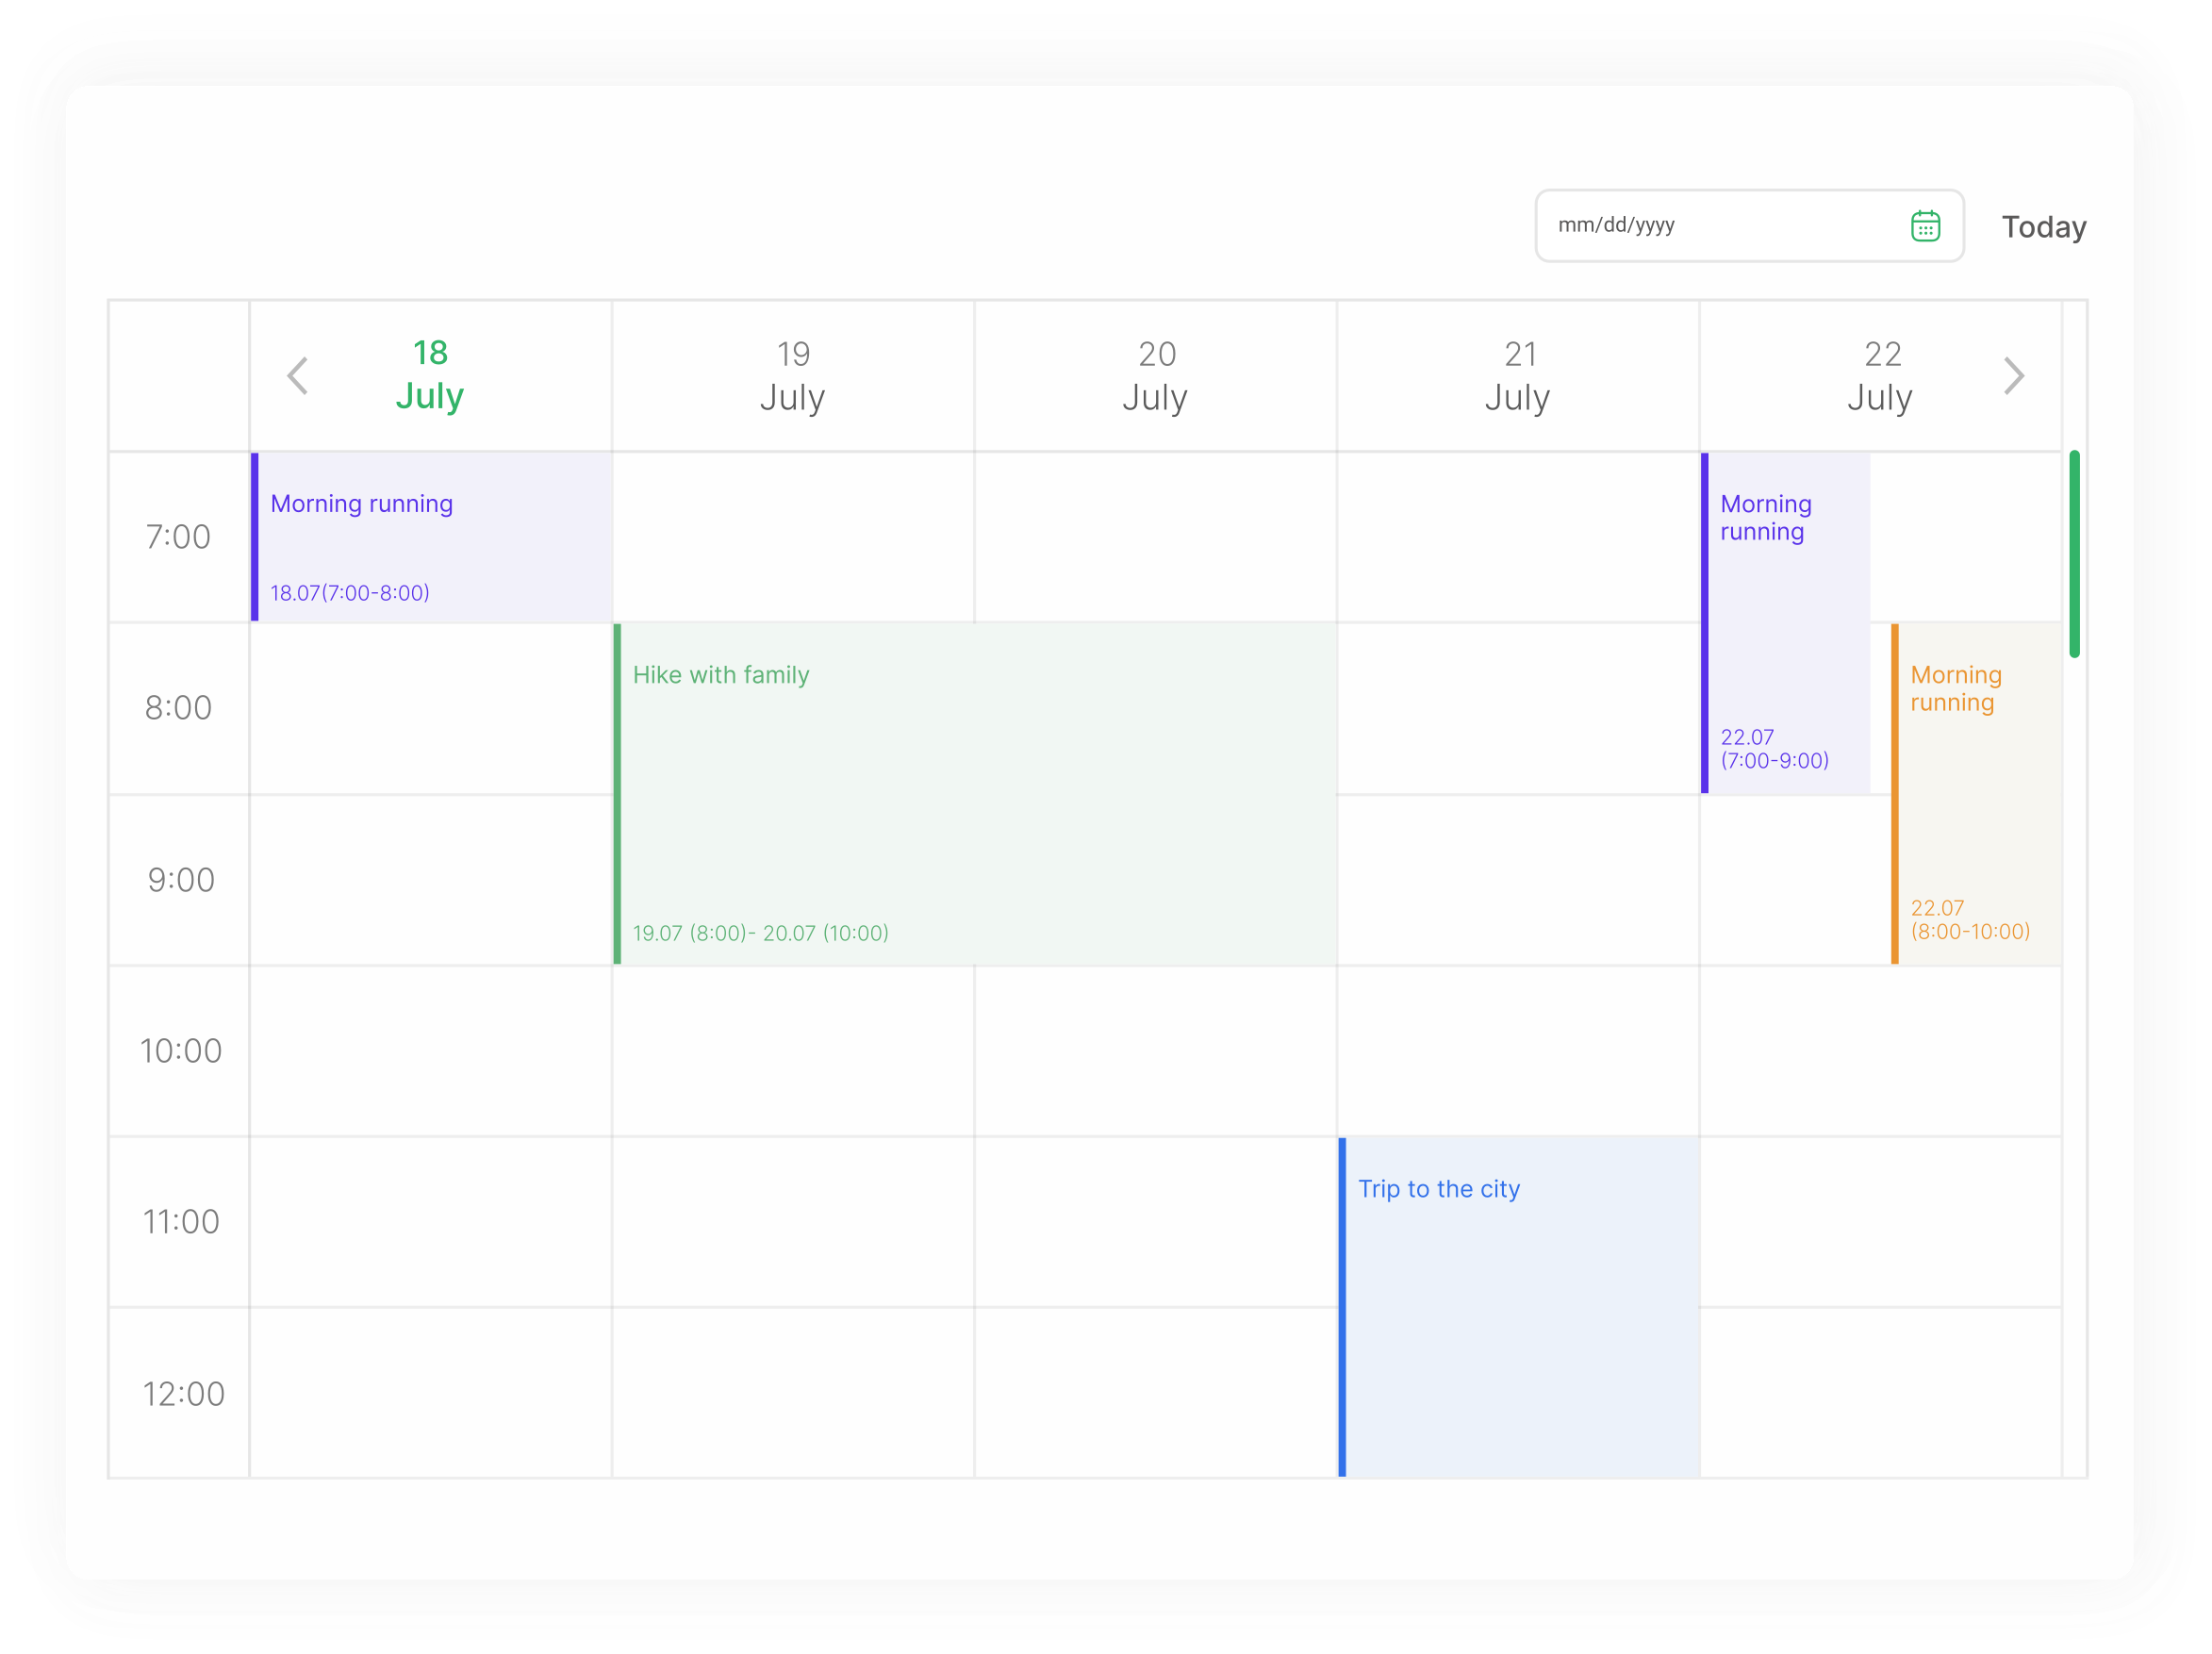 mm/dd/yyyy
Today
18
July
19
July
20
July
21
July
22
July
7:00
Morning running
18.07(7:00-8:00)
Morning
running
22.07
(7:00-9:00)
8:00
Hike with family
19.07 (8:00)- 20.07 (10:00)
Morning
running
22.07
(8:00-10:00)
9:00
10:00
11:00
Trip to the city
12:00